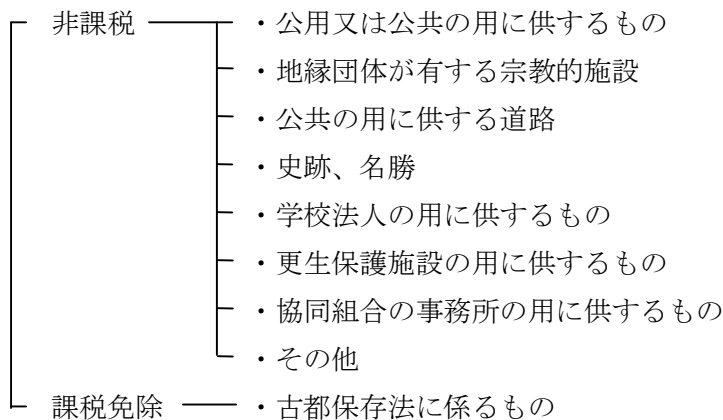 非課税 ・公用又は公共の用に供するもの
・地縁団体が有する宗教的施設
・公共の用に供する道路
・史跡、名勝
・学校法人の用に供するもの
・更生保護施設の用に供するもの
・協同組合の事務所の用に供するもの
・その他
課税免除 ・古都保存法に係るもの